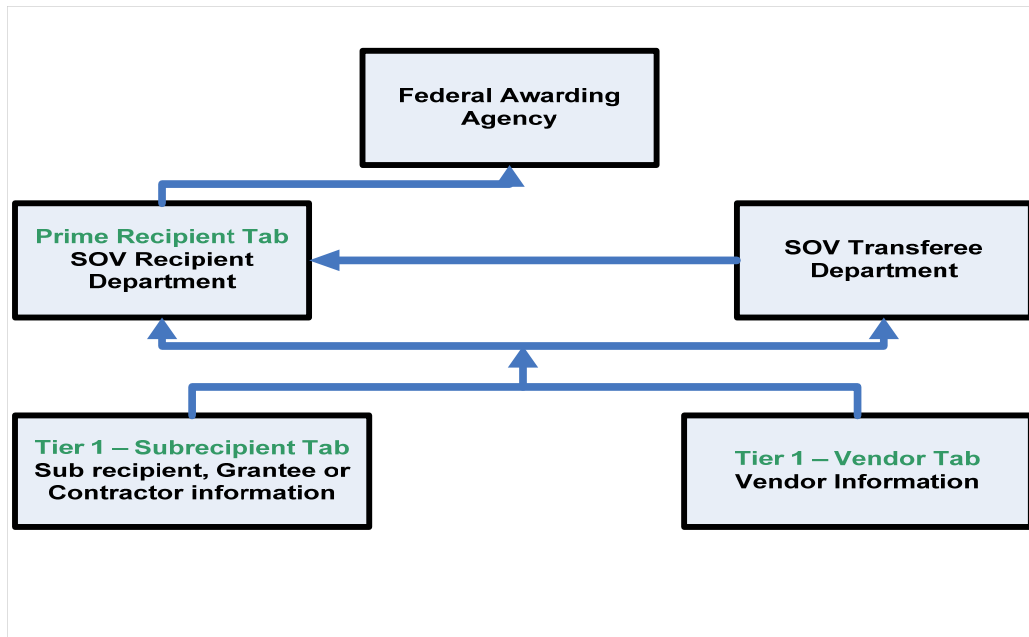 Federal Awarding
Agency
Prime Recipient Tab
SOV Recipient
Department
SOV Transferee
Department
Tier 1 – Subrecipient Tab
Sub recipient, Grantee or
Contractor information
Tier 1 – Vendor Tab
Vendor Information